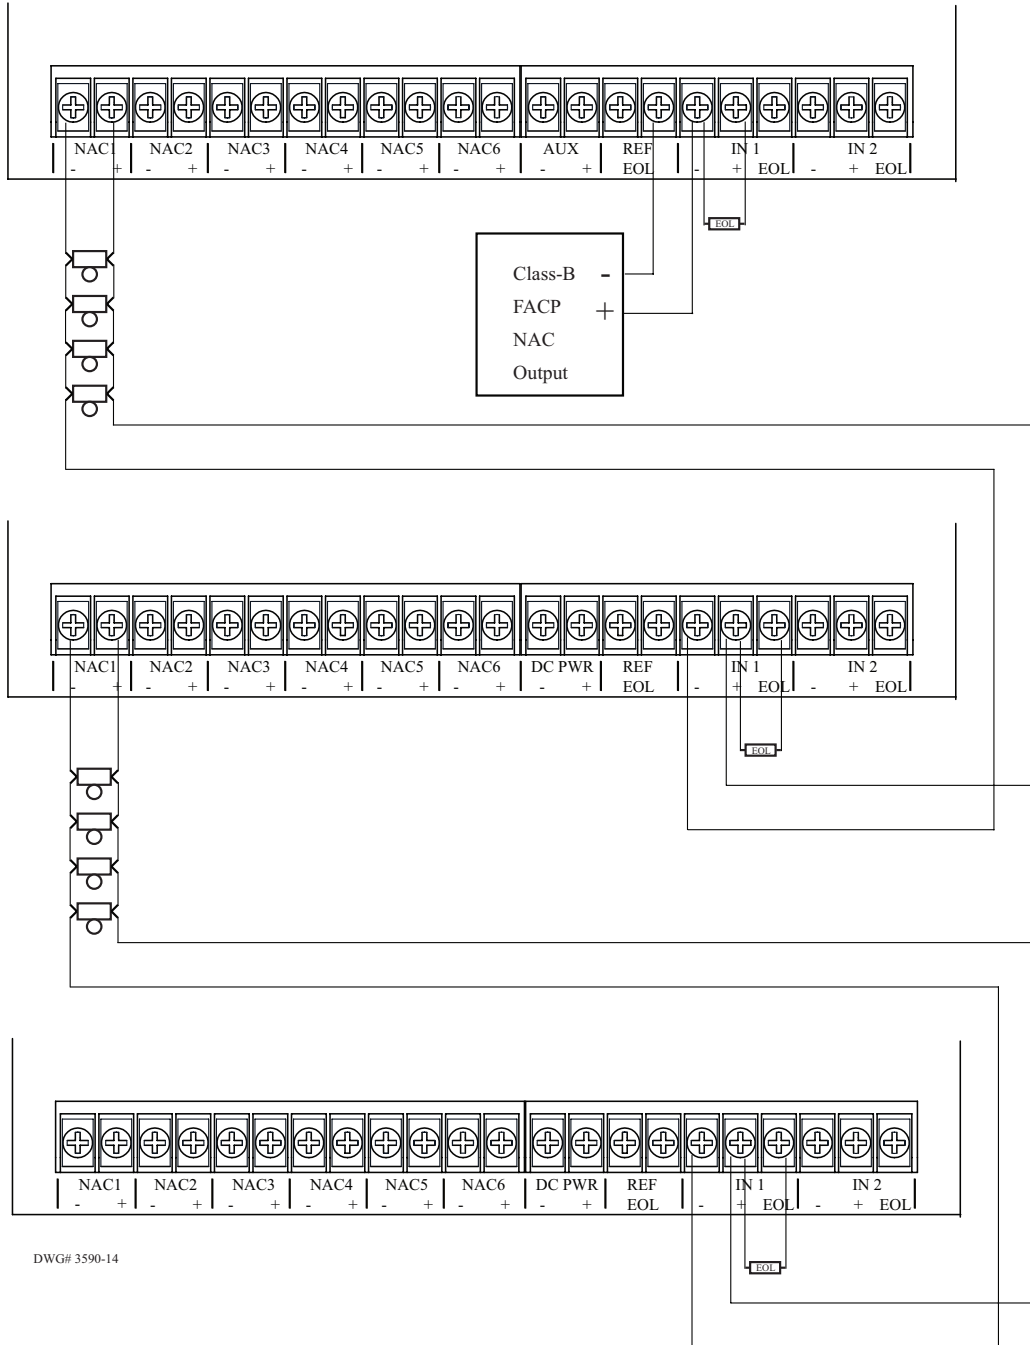 NAC1 NAC2 NAC3 NAC4 NAC5 NAC6 AUX REF IN 1 IN 2
- + - + - + - + - + - + - + EOL - + EOL - + EOL
EOL
Class-B -
FACP +
NAC
Output
NAC1 NAC2 NAC3 NAC4 NAC5 NAC6 DC PWR REF IN 1 IN 2
- + - + - + - + - + - + - + EOL - + EOL - + EOL
EOL
NAC1 NAC2 NAC3 NAC4 NAC5 NAC6 DC PWR REF IN 1 IN 2
- + - + - + - + - + - + - + EOL - + EOL - + EOL
DWG# 3590-14
EOL